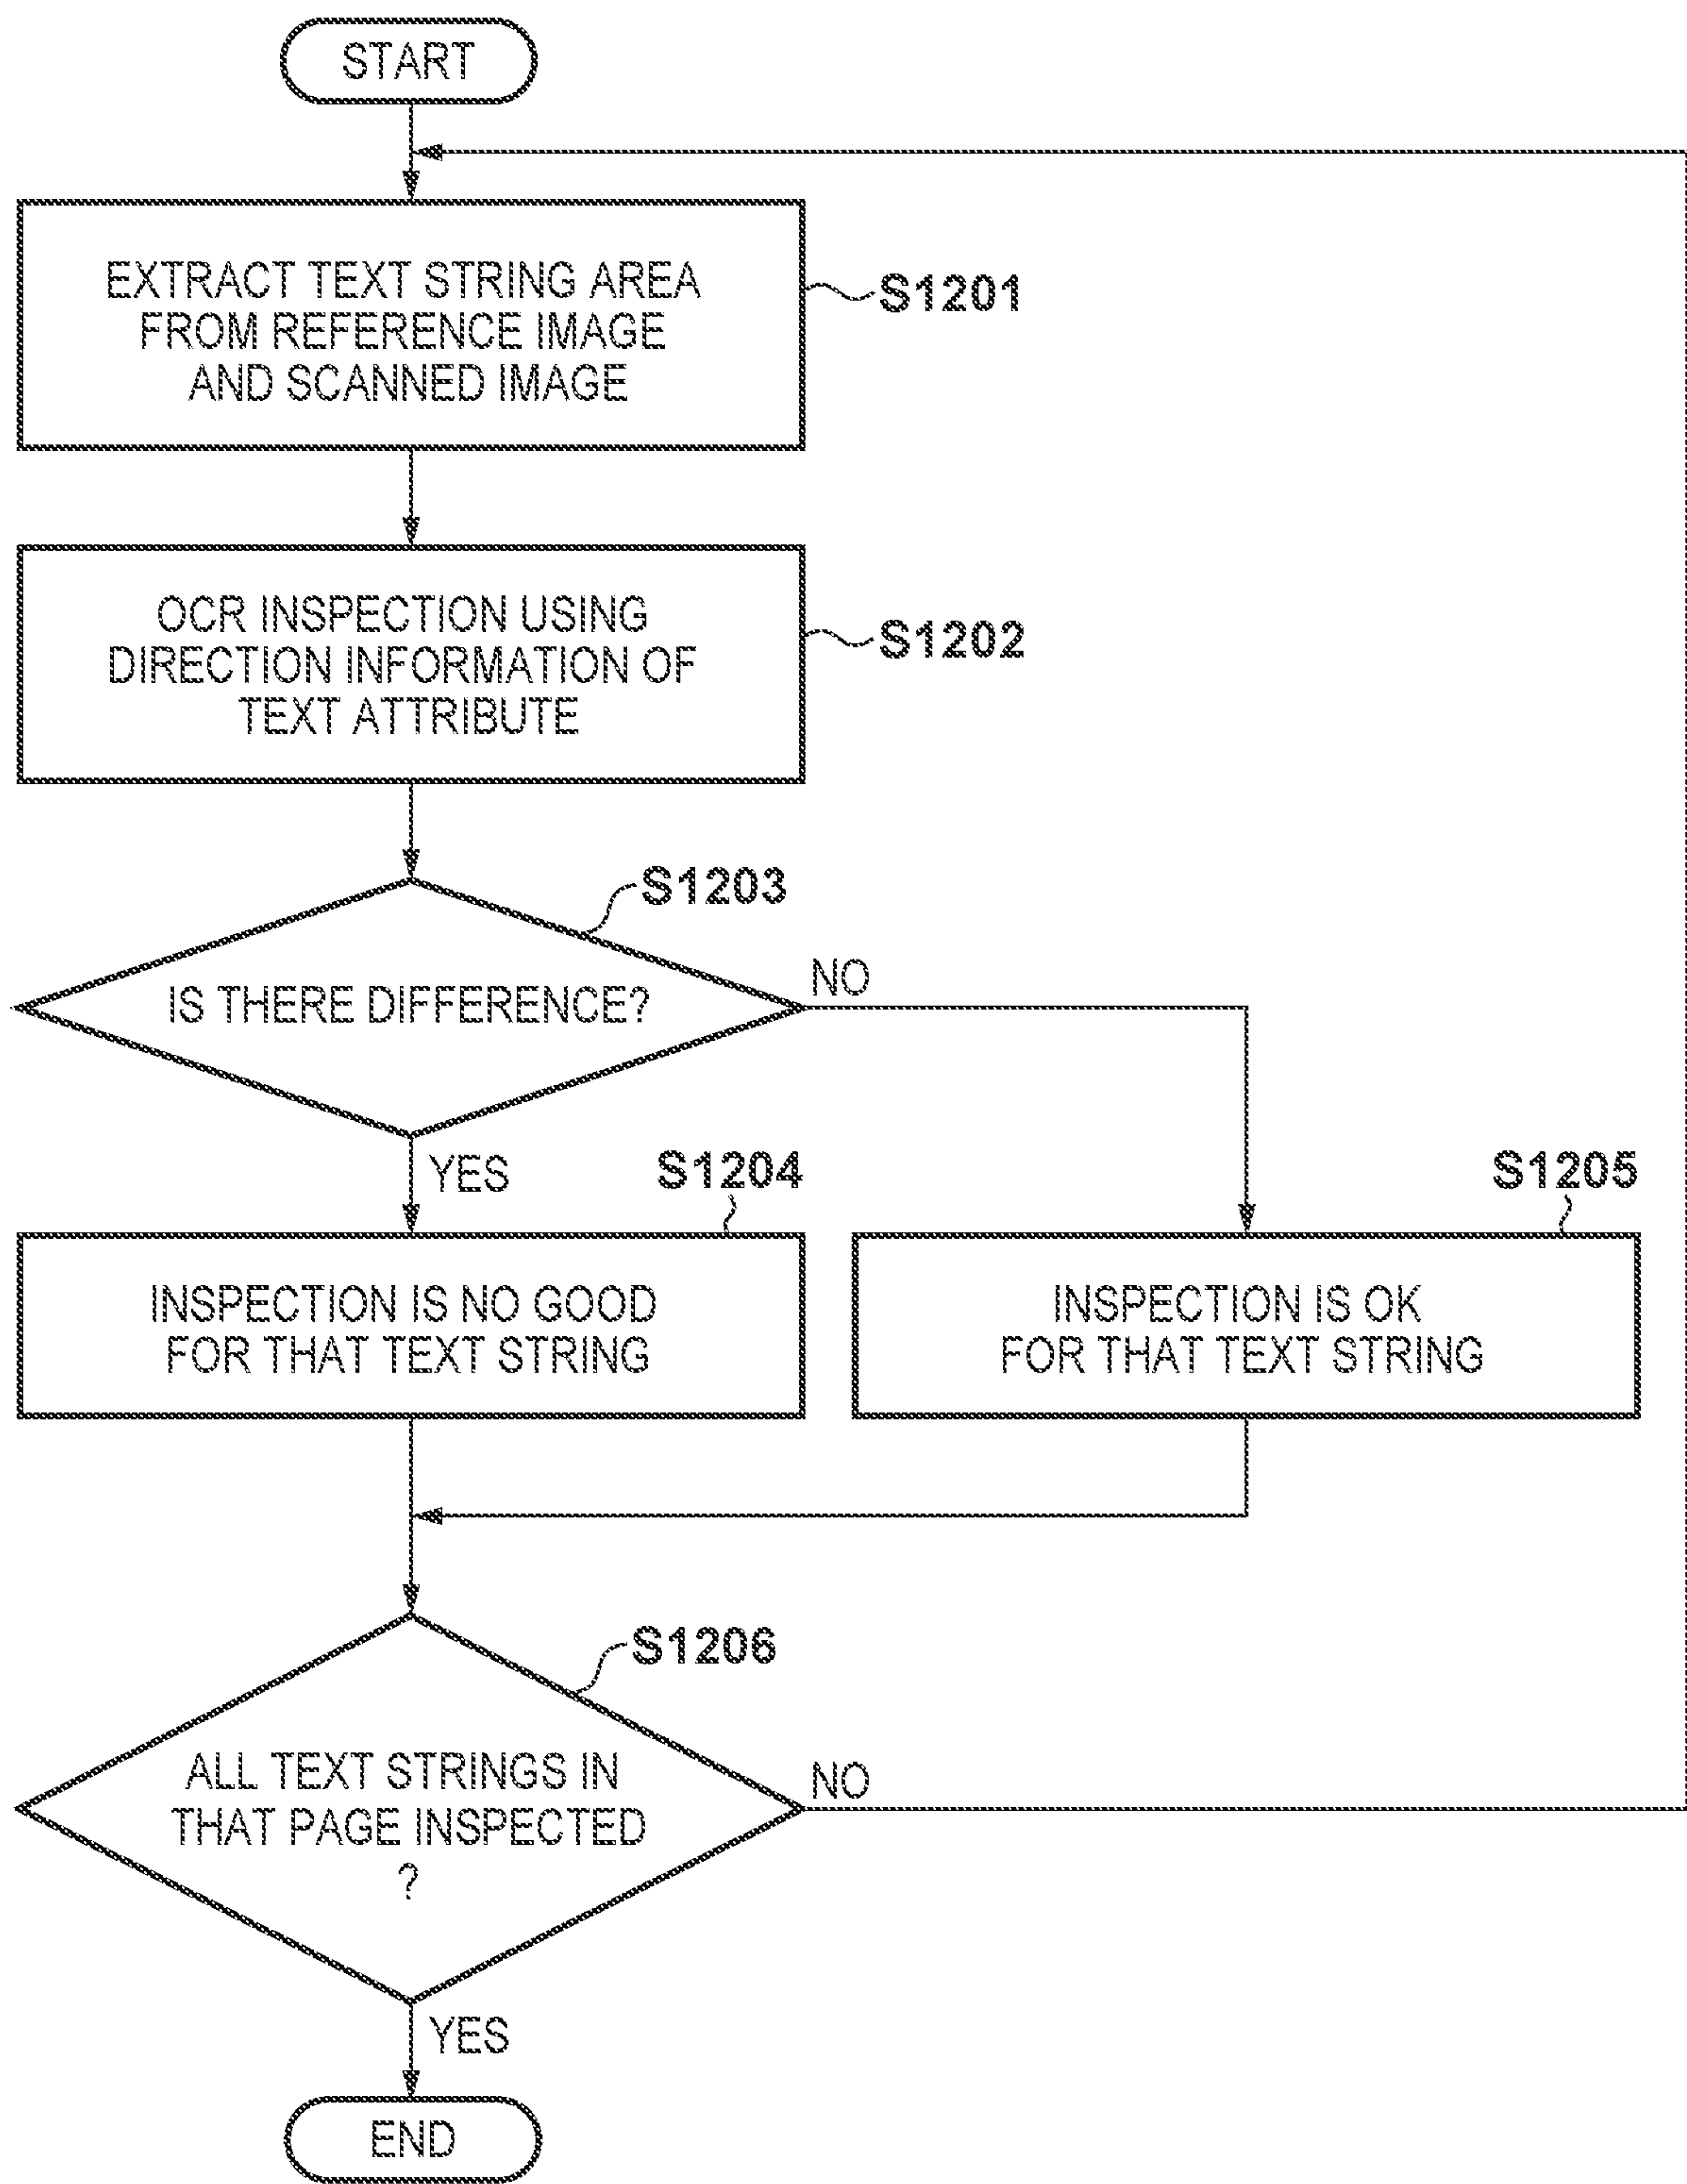 START
EXTRACT TEXT STRING AREA
FROM REFERENCE IMAGE
AND SCANNED IMAGE
S1201
OCR INSPECTION USING
DIRECTION INFORMATION OF
TEXT ATTRIBUTE
S1202
S1203
IS THERE DIFFERENCE?
NO
YES
S1204
INSPECTION IS NO GOOD
FOR THAT TEXT STRING
S1205
INSPECTION IS OK
FOR THAT TEXT STRING
S1206
ALL TEXT STRINGS IN
THAT PAGE INSPECTED
?
NO
YES
END